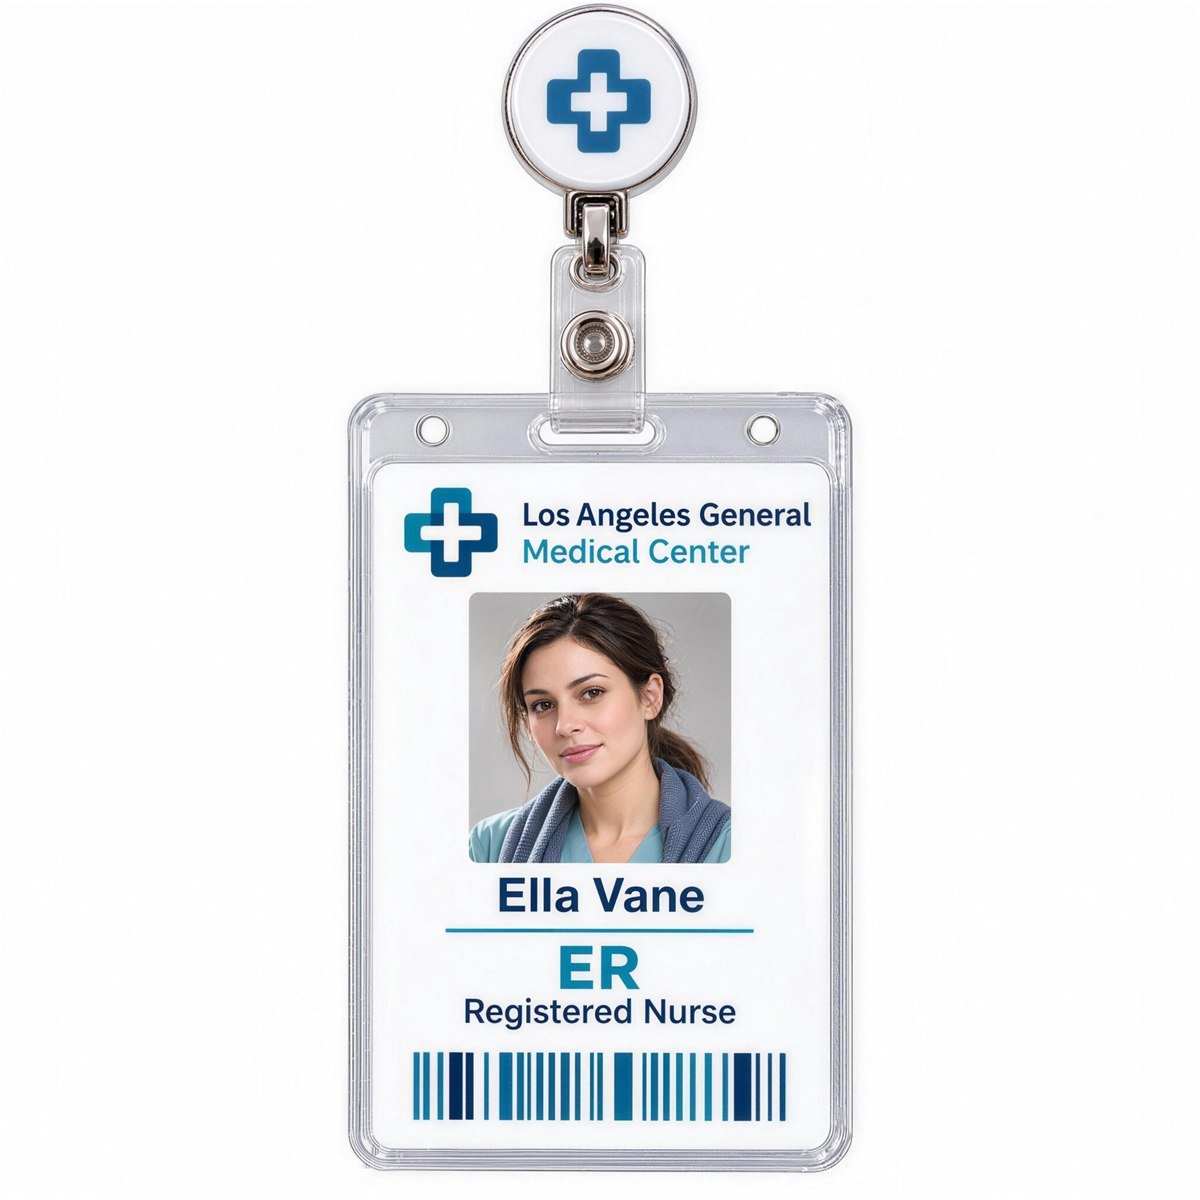 Los Angeles General
Medical Center
Ella Vane
ER
Registered Nurse